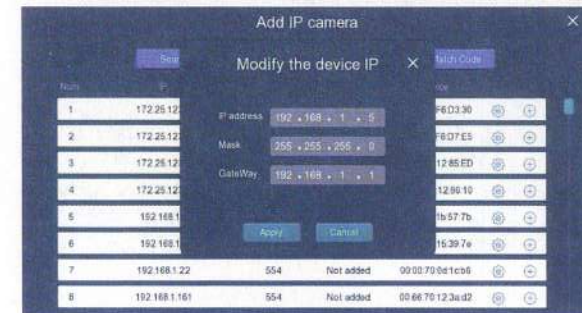 Add IP camera
Modify the device IP
Match Code
Num
IP
1 172.25.12
2 172.25.12
3 172.25.12
4 172.25.12
5 192.168.1
6 192.168.1
IP address 192 . 168 . 1 . 5
Mask 255 . 255 . 255 . 0
GateWay 192 . 168 . 1 . 1
Apply Cancel
7 192.168.1.22 554 Not added
8 192.168.1.161 554 Not added